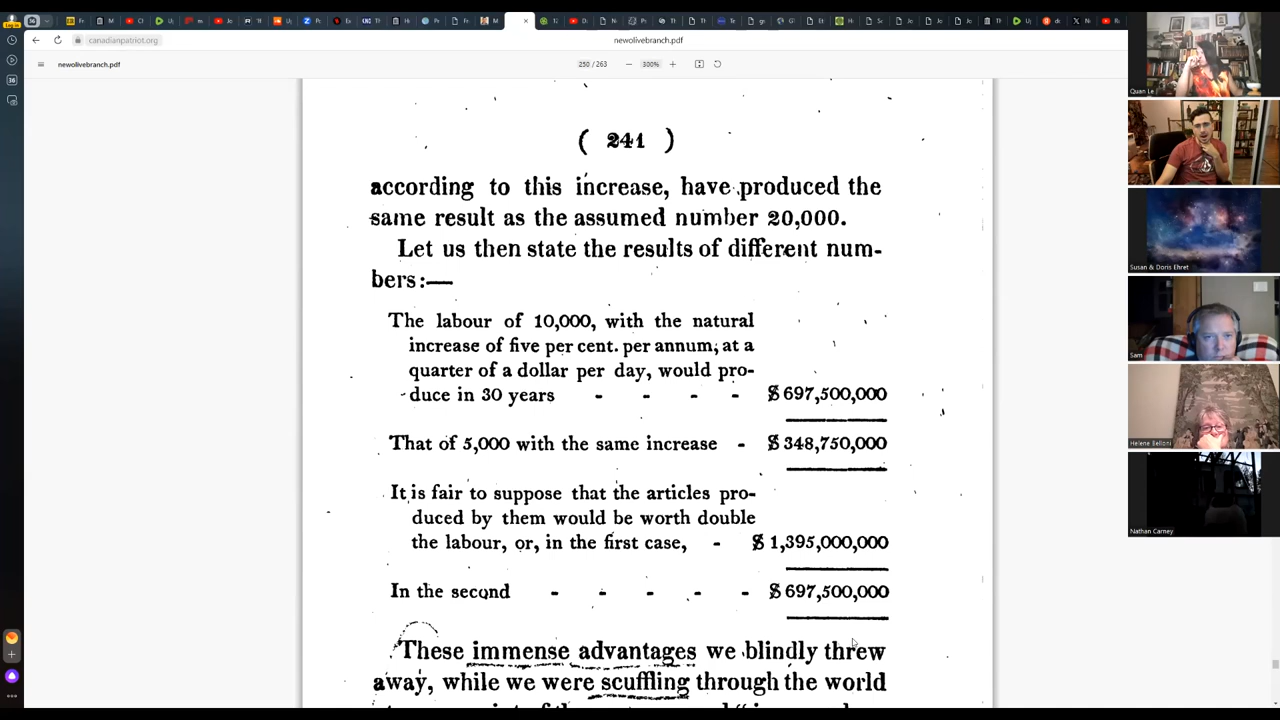 canadianpatriot.org
newolivebranch.pdf
newolivebranch.pdf
250 / 263
300%
( 241 )
according to this increase, have produced the
same result as the assumed number 20,000.
Let us then state the results of different num-
bers:—
The labour of 10,000, with the natural
increase of five per cent. per annum, at a
quarter of a dollar per day, would pro-
duce in 30 years - - - - $ 697,500,000
That of 5,000 with the same increase - $ 348,750,000
It is fair to suppose that the articles pro-
duced by them would be worth double
the labour, or, in the first case, - $ 1,395,000,000
In the second - - - - - $ 697,500,000
These immense advantages we blindly threw
away, while we were scuffling through the world
Quan Le
Susan & Doris Ehret
Sam
Helene Belloni
Nathan Carney